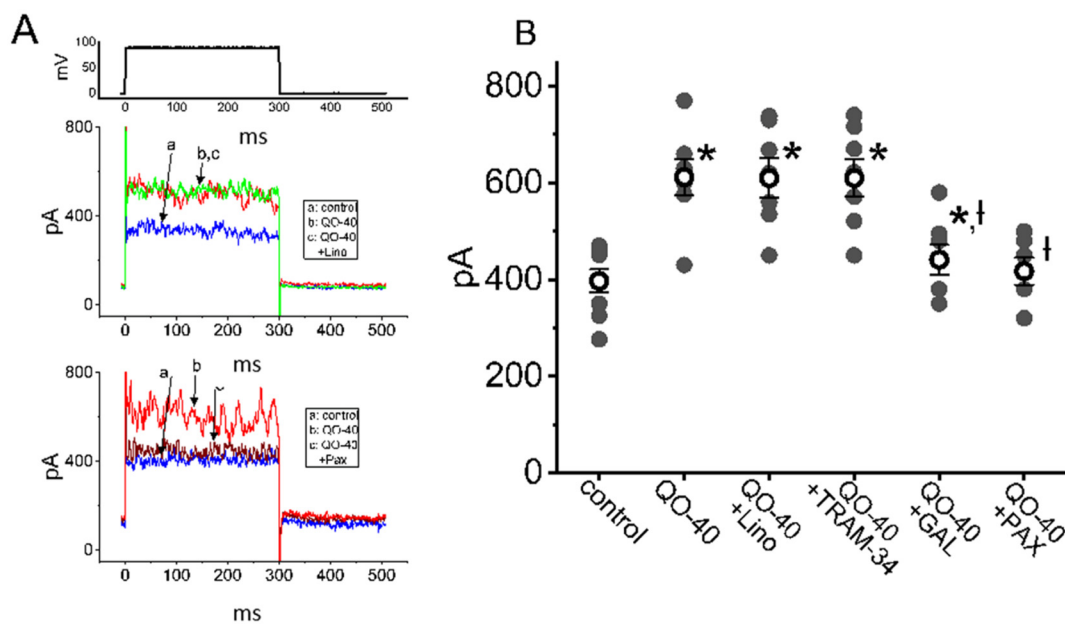 A
100
50
0
mV
0 100 200 300 400 500
ms
800
400
0
pA
a
b,c
a: control
b: QO-40
c: QO-40
+Lino
0 100 200 300 400 500
ms
800
400
0
pA
a
b
a: control
b: QO-40
c: QO-40
+Pax
0 100 200 300 400 500
ms
B
800
600
400
200
0
pA
*
*
*
*,ƚ
ƚ
control
QO-40
QO-40
+Lino
QO-40
+TRAM-34
QO-40
+GAL
QO-40
+PAX